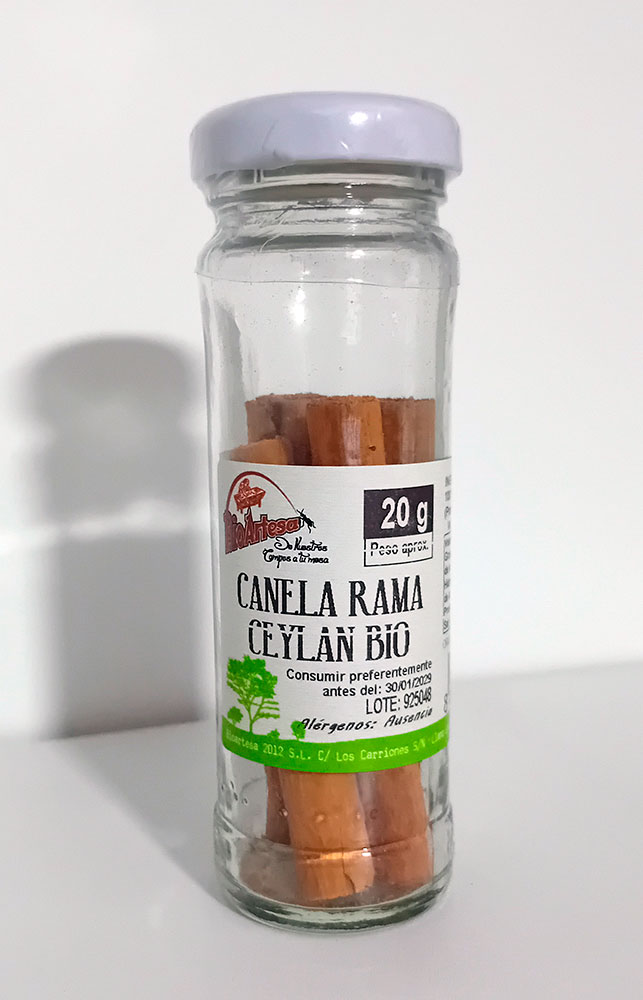 BioArtesa
De Nuestros
Campos a tu mesa
20 g
Peso aprox.
CANELA RAMA
CEYLAN BIO
Consumir preferentemente
antes del: 30/01/2029
LOTE: 925048
Alérgenos: Ausencia
Bioartesa 2012 S.L. C/ Los Carriones S/N